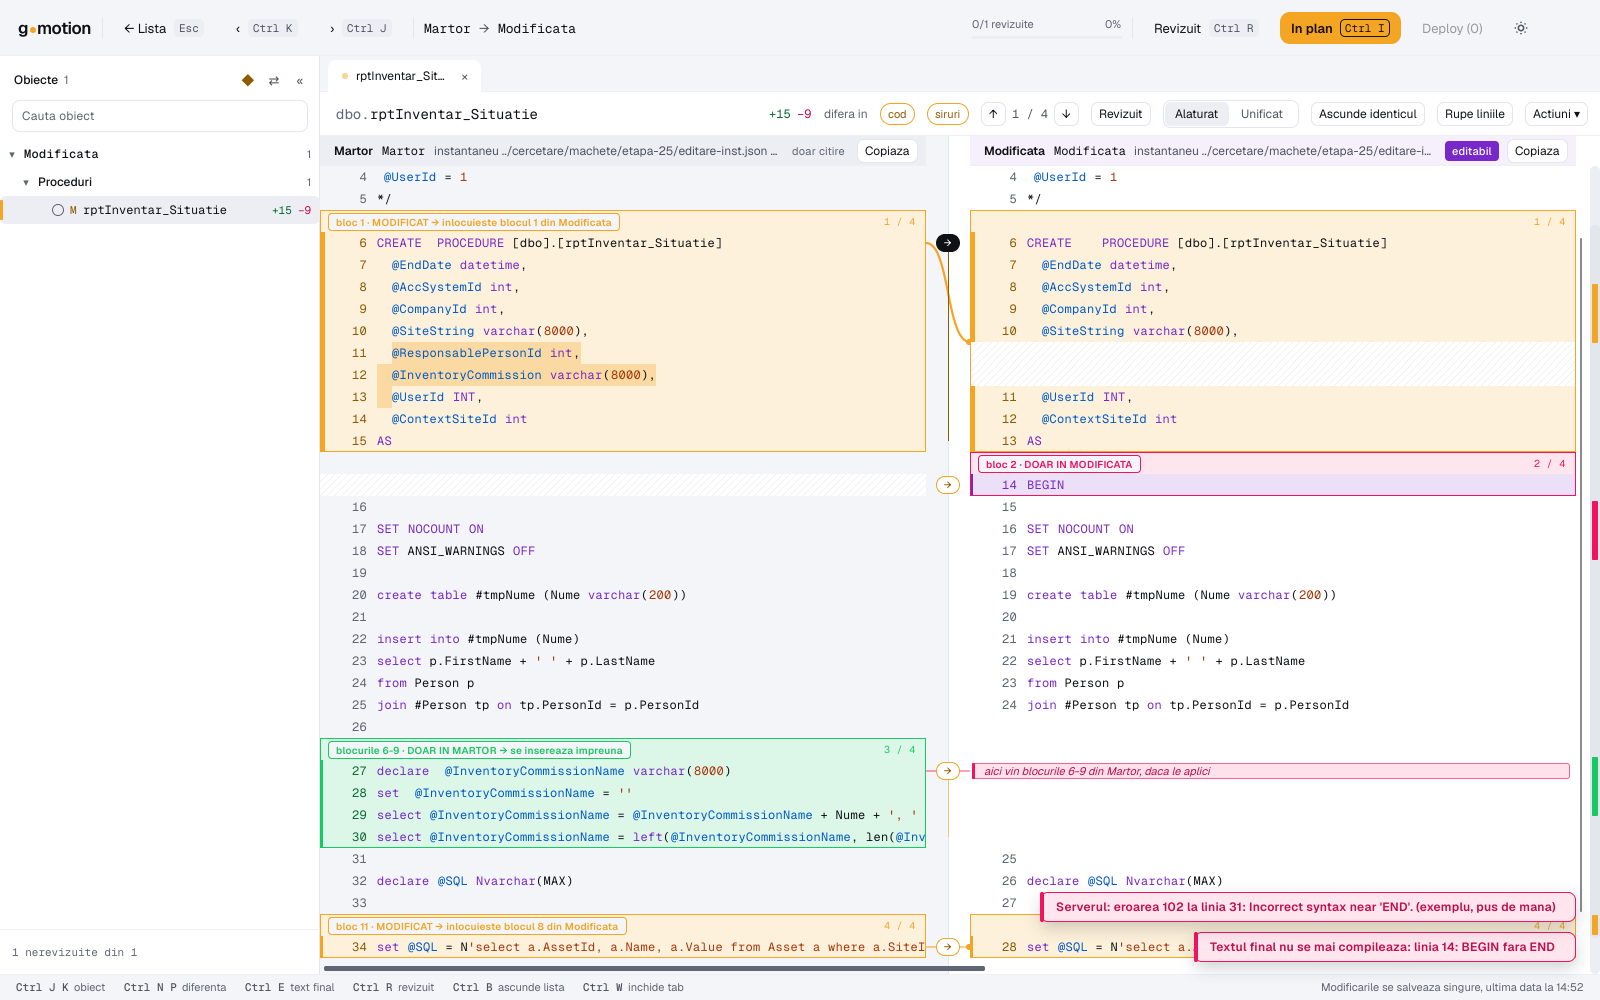 g•motion
← Lista Esc
‹ Ctrl K
› Ctrl J
Martor → Modificata
0/1 revizuite 0%
Revizuit Ctrl R
In plan Ctrl I
Deploy (0)
Obiecte 1
Cauta obiect
Modificata 1
Proceduri 1
M rptInventar_Situatie +15 −9
1 nerevizuite din 1
rptInventar_Sit... ×
dbo.rptInventar_Situatie
+15 −9 difera in cod siruri ↑ 1 / 4 ↓ Revizuit Alaturat Unificat Ascunde identicul Rupe liniile Actiuni ▾
Martor Martor instantaneu ../cercetare/machete/etapa-25/editare-inst.json ... doar citire Copiaza
4 @UserId = 1
5 */
bloc 1 · MODIFICAT → inlocuieste blocul 1 din Modificata 1 / 4
6 CREATE  PROCEDURE [dbo].[rptInventar_Situatie]
7 @EndDate datetime,
8 @AccSystemId int,
9 @CompanyId int,
10 @SiteString varchar(8000),
11 @ResponsablePersonId int,
12 @InventoryCommission varchar(8000),
13 @UserId INT,
14 @ContextSiteId int
15 AS
16
17 SET NOCOUNT ON
18 SET ANSI_WARNINGS OFF
19
20 create table #tmpNume (Nume varchar(200))
21
22 insert into #tmpNume (Nume)
23 select p.FirstName + ' ' + p.LastName
24 from Person p
25 join #Person tp on tp.PersonId = p.PersonId
26
blocurile 6-9 · DOAR IN MARTOR → se insereaza impreuna 3 / 4
27 declare  @InventoryCommissionName varchar(8000)
28 set  @InventoryCommissionName = ''
29 select @InventoryCommissionName = @InventoryCommissionName + Nume + ', '
30 select @InventoryCommissionName = left(@InventoryCommissionName, len(@Inv
31
32 declare @SQL Nvarchar(MAX)
33
bloc 11 · MODIFICAT → inlocuieste blocul 8 din Modificata 4 / 4
34 set @SQL = N'select a.AssetId, a.Name, a.Value from Asset a where a.SiteI
Modificata Modificata instantaneu ../cercetare/machete/etapa-25/editare-i... editabil Copiaza
4 @UserId = 1
5 */
1 / 4
6 CREATE    PROCEDURE [dbo].[rptInventar_Situatie]
7 @EndDate datetime,
8 @AccSystemId int,
9 @CompanyId int,
10 @SiteString varchar(8000),
11 @UserId INT,
12 @ContextSiteId int
13 AS
bloc 2 · DOAR IN MODIFICATA 2 / 4
14 BEGIN
15
16 SET NOCOUNT ON
17 SET ANSI_WARNINGS OFF
18
19 create table #tmpNume (Nume varchar(200))
20
21 insert into #tmpNume (Nume)
22 select p.FirstName + ' ' + p.LastName
23 from Person p
24 join #Person tp on tp.PersonId = p.PersonId
aici vin blocurile 6-9 din Martor, daca le aplici
25
26 declare @SQL Nvarchar(MAX)
27
Serverul: eroarea 102 la linia 31: Incorrect syntax near 'END'. (exemplu, pus de mana)
4 / 4
28 set @SQL = N'select a.
Textul final nu se mai compileaza: linia 14: BEGIN fara END
Ctrl J K obiect Ctrl N P diferenta Ctrl E text final Ctrl R revizuit Ctrl B ascunde lista Ctrl W inchide tab
Modificarile se salveaza singure, ultima data la 14:52